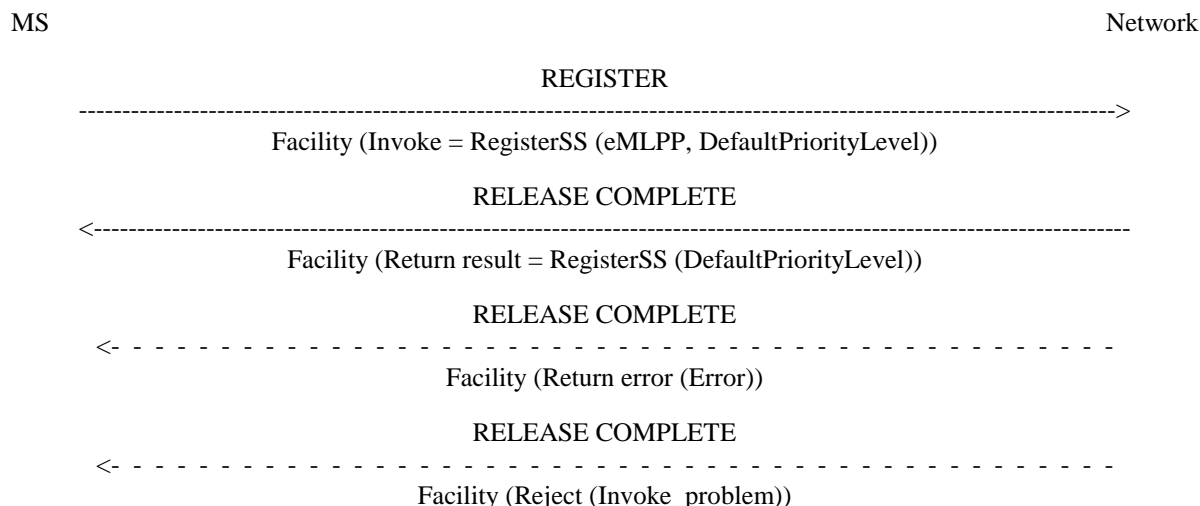 MS Network
REGISTER
Facility (Invoke = RegisterSS (eMLPP, DefaultPriorityLevel))
RELEASE COMPLETE
Facility (Return result = RegisterSS (DefaultPriorityLevel))
RELEASE COMPLETE
Facility (Return error (Error))
RELEASE COMPLETE
Facility (Reject (Invoke_problem))